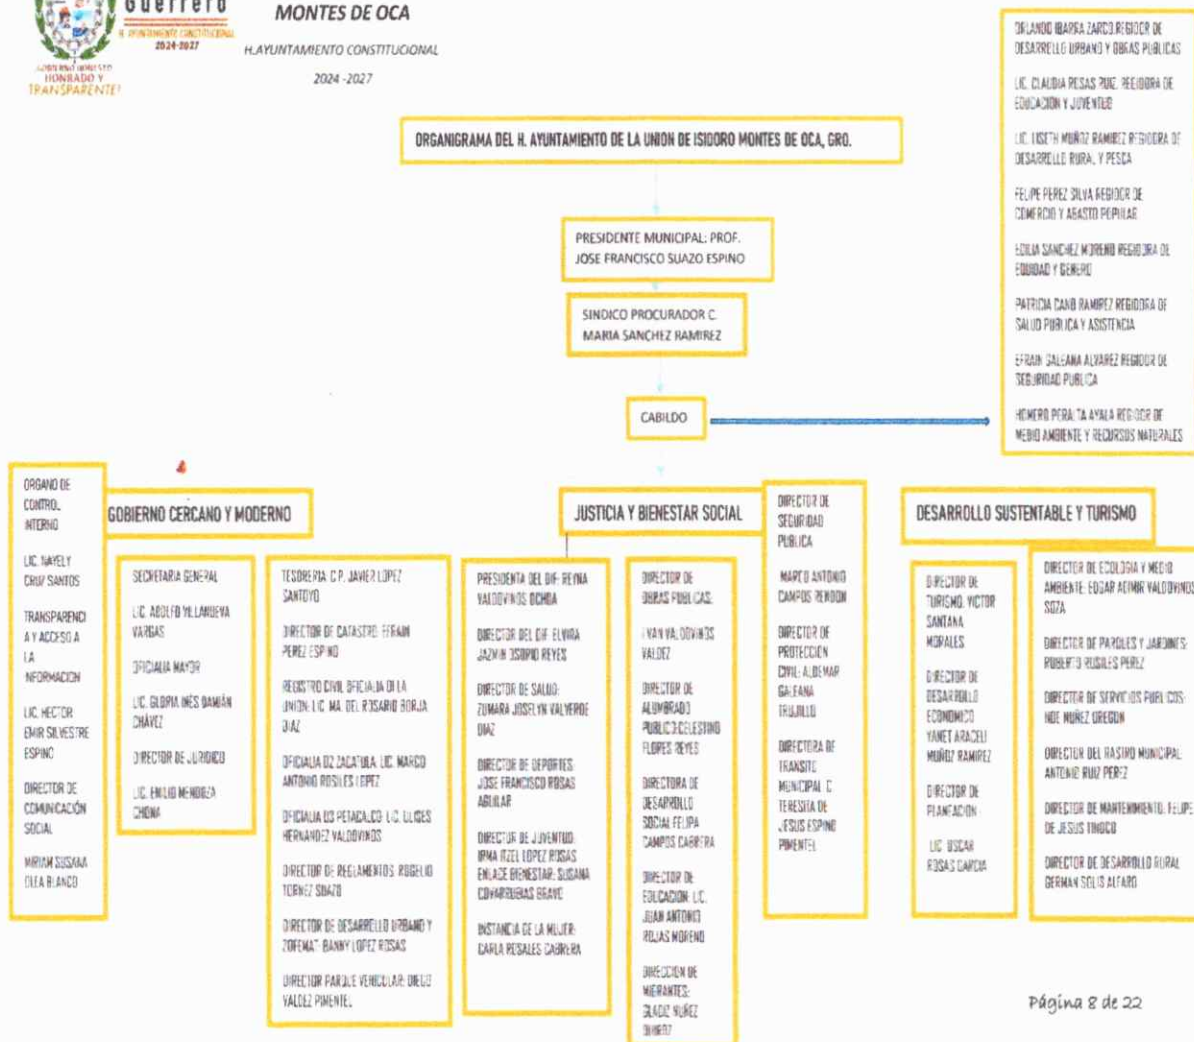 Guerrero
H. AYUNTAMIENTO CONSTITUCIONAL
2024-2027
GOBIERNO HONESTO
HONRADO Y
TRANSPARENTE!
MONTES DE OCA
H.AYUNTAMIENTO CONSTITUCIONAL
2024 -2027
ORGANIGRAMA DEL H. AYUNTAMIENTO DE LA UNION DE ISIDORO MONTES DE OCA, GRO.
PRESIDENTE MUNICIPAL: PROF.
JOSE FRANCISCO SUAZO ESPINO
SINDICO PROCURADOR C.
MARIA SANCHEZ RAMIREZ
CABILDO
ORLANDO IBARRA ZARCO REGIDOR DE
DESARROLLO URBANO Y OBRAS PUBLICAS
LIC. CLAUDIA ROSAS RUIZ. REGIDORA DE
EDUCACION Y JUVENTUD
LIC. LISETH MUÑOZ RAMIREZ REGIDORA DE
DESARROLLO RURAL, Y PESCA
FELIPE PEREZ SILVA REGIDOR DE
COMERCIO Y ABASTO POPULAR
SANCHEZ MORENO REGIDORA DE
EQUIDAD Y GENERO
PATRICIA CANO RAMIREZ REGIDORA DE
SALUD PUBLICA Y ASISTENCIA
EFRAIN GALEANA ALVAREZ REGIDOR DE
SEGURIDAD PUBLICA
HOMERO PERALTA AYALA REGIDOR DE
MEDIO AMBIENTE Y RECURSOS NATURALES
ORGANO DE
CONTROL
INTERNO
LIC. NAYELY
CRUZ SANTOS
TRANSPARENCI
A Y ACCESO A
LA
INFORMACION
LIC. HECTOR
EMIR SILVESTRE
ESPINO
DIRECTOR DE
COMUNICACIÓN
SOCIAL
MIRIAM SUSANA
OLEA BLANCO
GOBIERNO CERCANO Y MODERNO
SECRETARIA GENERAL
LIC. ADOLFO VILLANUEVA
VARGAS
OFICIALIA MAYOR
LIC. GLORIA INÉS DAMIÁN
CHÁVEZ
DIRECTOR DE JURIDICO
LIC. EMILIO MENDOZA
CHONA
TESORERIA: C.P. JAVIER LOPEZ
SANTOYO
DIRECTOR DE CATASTRO: EFRAIN
PEREZ ESPINO
REGISTRO CIVIL OFICIALIA 01 LA
UNION: LIC. MA. DEL ROSARIO BORJA
DIAZ
OFICIALIA 02 ZACATULA: LIC. MARCO
ANTONIO ROSILES LOPEZ
OFICIALIA 03 PETACALCO: LIC. ULISES
HERNANDEZ VALDOVINOS
DIRECTOR DE REGLAMENTOS: ROGELIO
TORNEZ SUAZO
DIRECTOR DE DESARROLLO URBANO Y
ZOFEMAT: BANNY LOPEZ ROSAS
DIRECTOR PARQUE VEHICULAR: DIEGO
VALDEZ PIMENTEL
JUSTICIA Y BIENESTAR SOCIAL
PRESIDENTA DEL DIF: REYNA
VALDOVINOS OCHOA
DIRECTOR DEL DIF: ELVIRA
JAZMIN OSORIO REYES
DIRECTOR DE SALUD:
ZUMARA JOSELYN VALVERDE
DIAZ
DIRECTOR DE DEPORTES:
JOSE FRANCISCO ROSAS
AGUILAR
DIRECTOR DE JUVENTUD:
IRMA ITZEL LOPEZ ROSAS
ENLACE BIENESTAR: SUSANA
COVARRUBIAS BRAVO
INSTANCIA DE LA MUJER:
CARLA ROSALES CABRERA
DIRECTOR DE
OBRAS PUBLICAS:
IVAN VALDOVINOS
VALDEZ
DIRECTOR DE
ALUMBRADO
PUBLICO:CELESTINO
FLORES REYES
DIRECTORA DE
DESARROLLO
SOCIAL FELIPA
CAMPOS CABRERA
DIRECTOR DE
EDUCACION: LIC.
JUAN ANTONIO
ROJAS MORENO
DIRECCION DE
MIGRANTES:
GLADIZ NUÑEZ
DIRECTOR DE
SEGURIDAD
PUBLICA
MARCO ANTONIO
CAMPOS RENDON
DIRECTOR DE
PROTECCION
CIVIL: ALDEMAR
GALEANA
TRUJILLO
DIRECTORA DE
TRANSITO
MUNICIPAL C.
TERESITA DE
JESUS ESPINO
PIMENTEL
DESARROLLO SUSTENTABLE Y TURISMO
DIRECTOR DE
TURISMO: VICTOR
SANTANA
MORALES
DIRECTOR DE
DESARROLLO
ECONOMICO
YANET ARACELI
MUÑOZ RAMIREZ
DIRECTOR DE
PLANEACION
LIC. OSCAR
ROSAS GARCIA
DIRECTOR DE ECOLOGIA Y MEDIO
AMBIENTE: EDGAR VALDOVINOS
SOZA
DIRECTOR DE PARQUES Y JARDINES:
RUBERTO ROSILES PEREZ
DIRECTOR DE SERVICIOS PUBLICOS:
NOE NUÑEZ OREGON
DIRECTOR DEL RASTRO MUNICIPAL:
ANTONIO RUIZ PEREZ
DIRECTOR DE MANTENIMIENTO: FELIPE
DE JESUS TINOCO
DIRECTOR DE DESARROLLO RURAL
GERMAN SOLIS ALFARO
Página 8 de 22